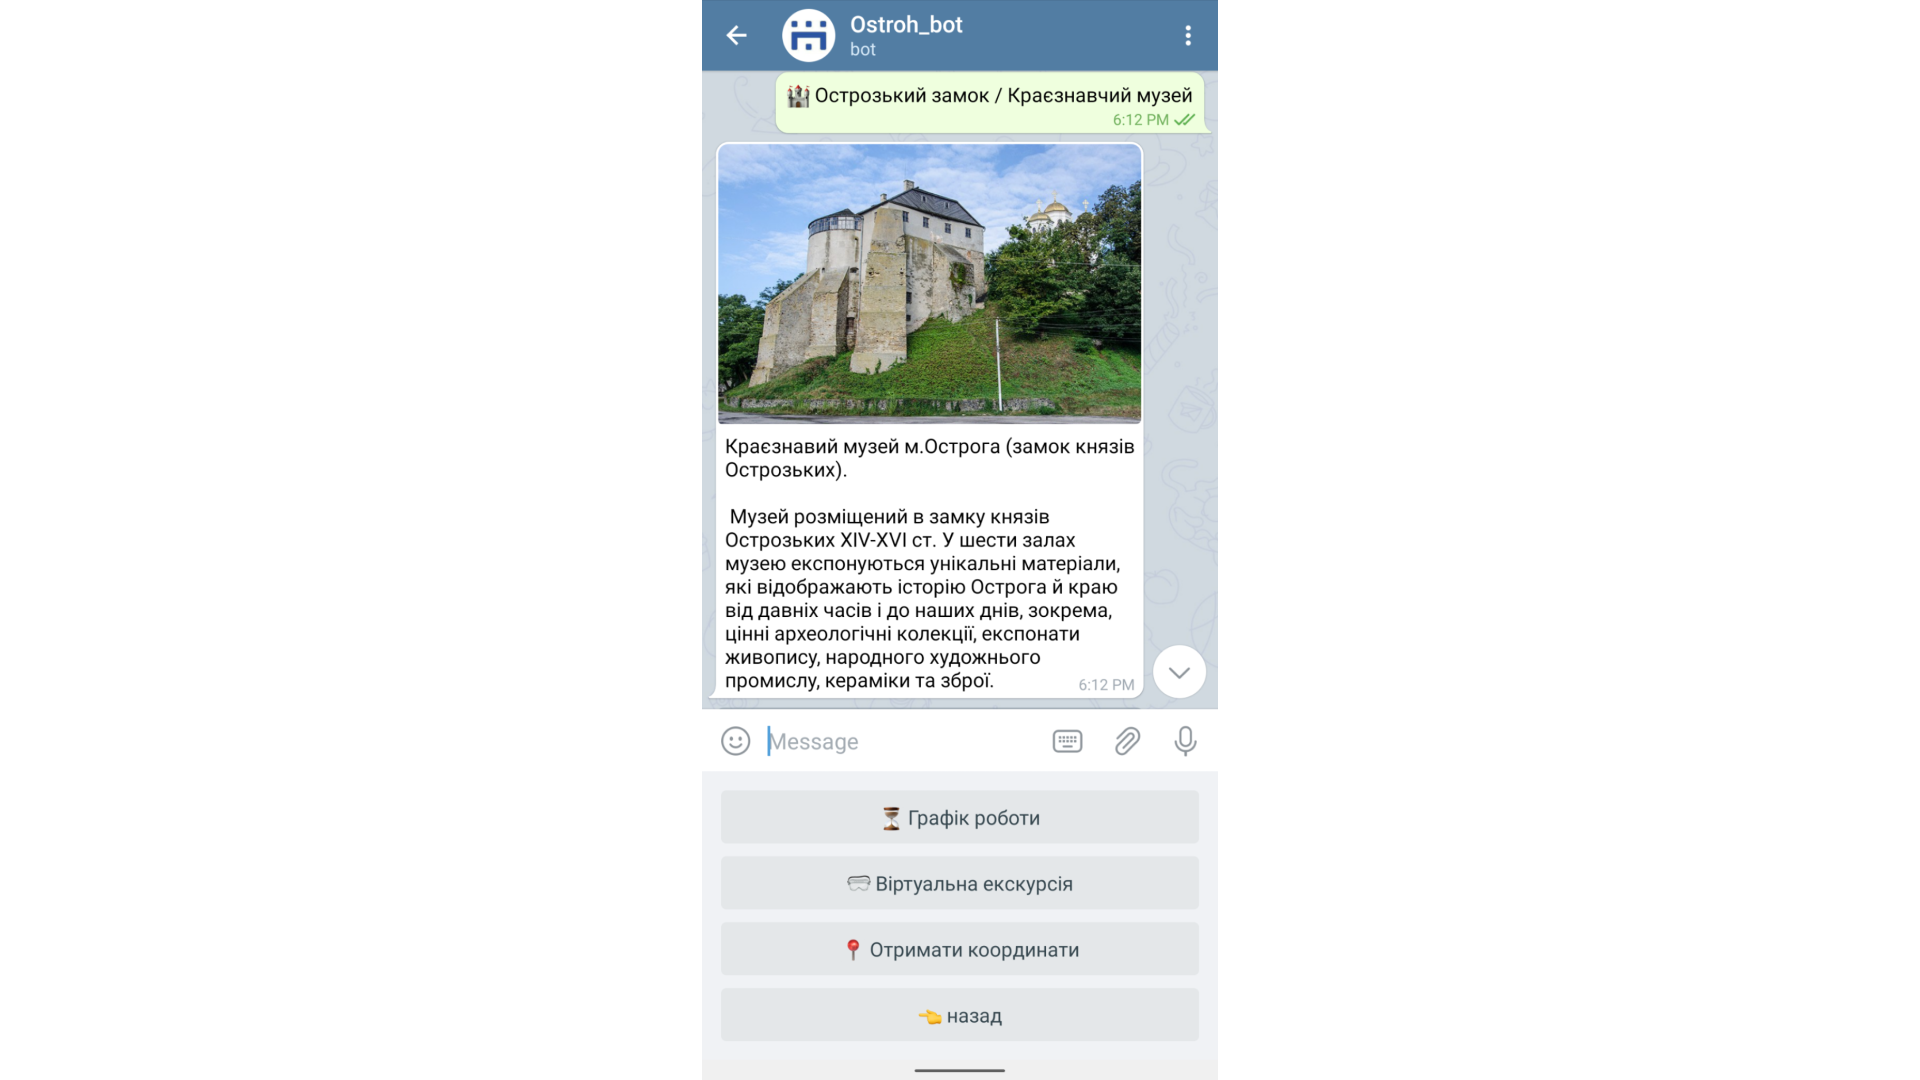 Ostroh_bot
bot
🏰 Острозький замок / Краєзнавчий музей
6:12 PM
Краєзнавий музей м.Острога (замок князів
Острозьких).
Музей розміщений в замку князів
Острозьких XIV-XVI ст. У шести залах
музею експонуються унікальні матеріали,
які відображають історію Острога й краю
від давніх часів і до наших днів, зокрема,
цінні археологічні колекції, експонати
живопису, народного художнього
промислу, кераміки та зброї.
6:12 PM
Message
⏳ Графік роботи
🥽 Віртуальна екскурсія
📍 Отримати координати
👈 назад